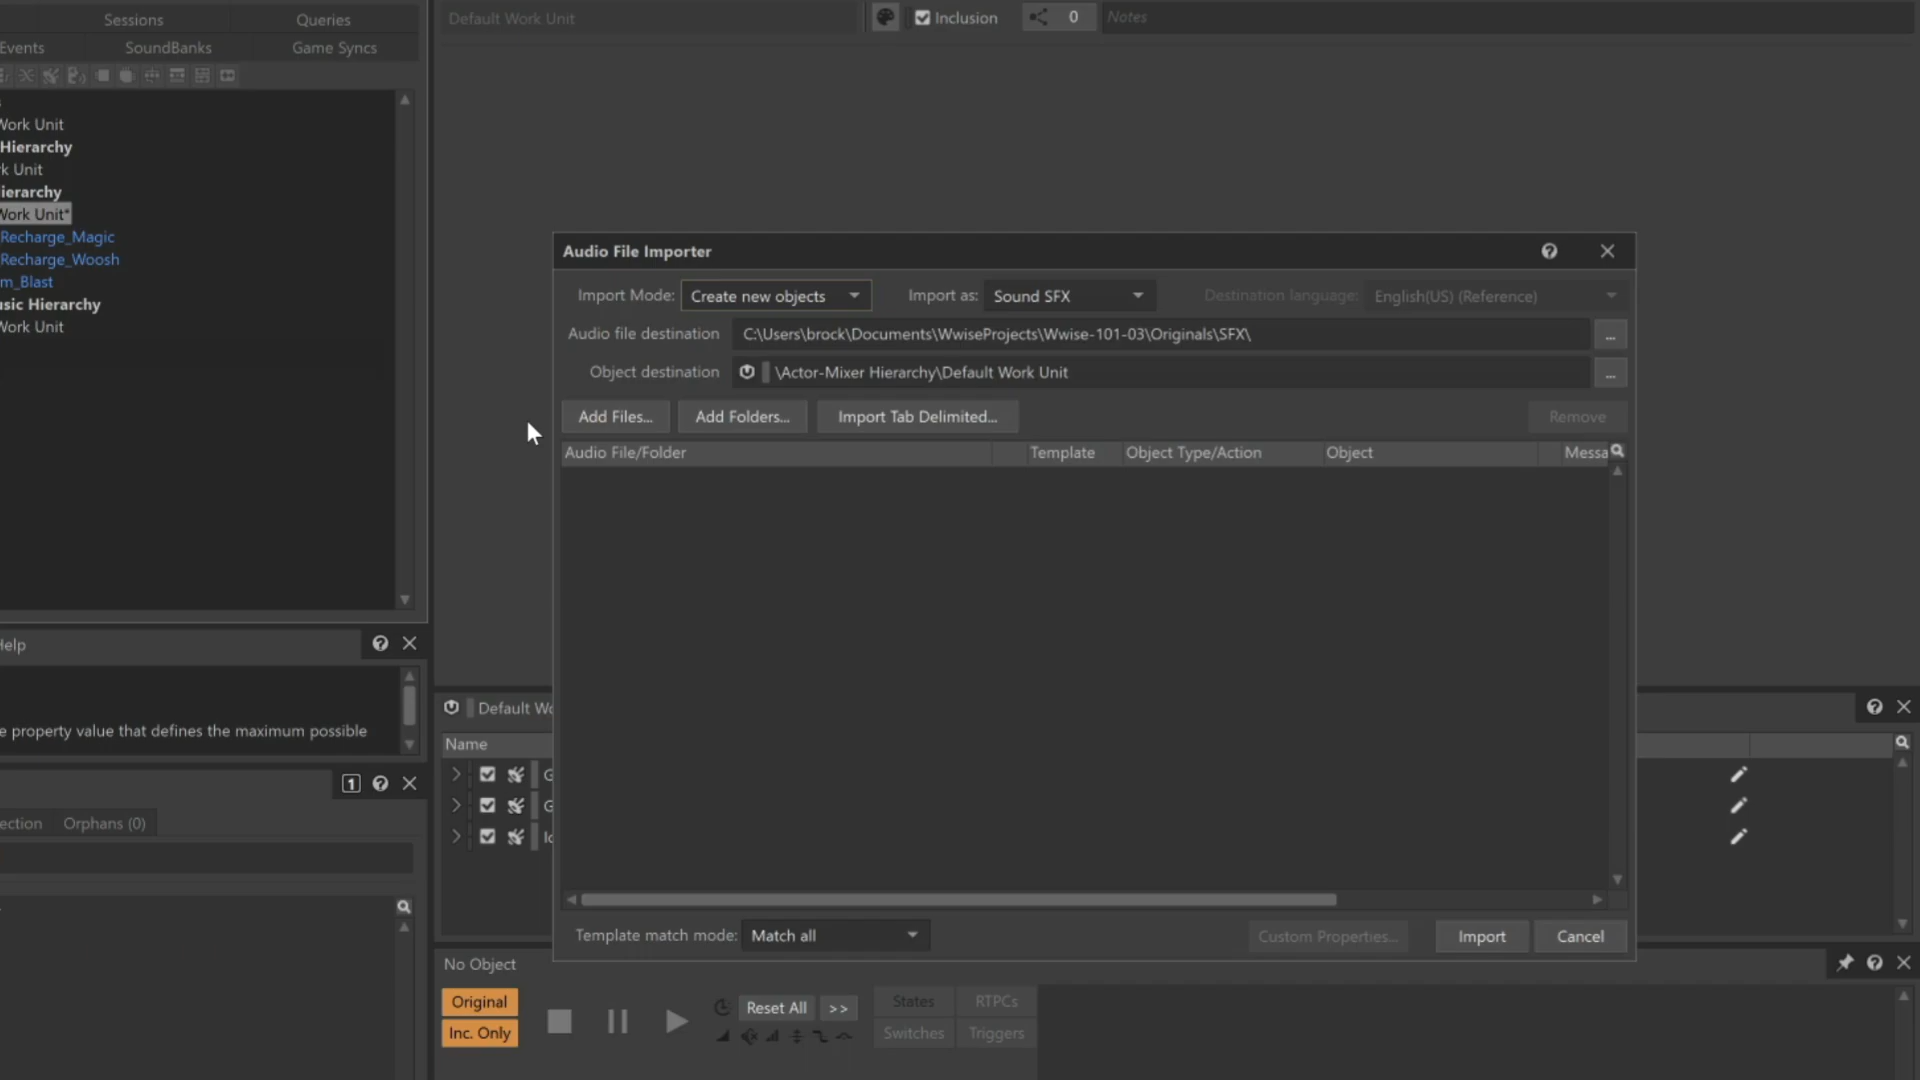 Sessions
Queries
Events
SoundBanks
Game Syncs
Work Unit
Hierarchy
k Unit
ierarchy
Work Unit*
Recharge_Magic
Recharge_Woosh
m_Blast
usic Hierarchy
Work Unit
Help
e property value that defines the maximum possible
1
ection
Orphans (0)
Default Work Unit
Inclusion
0
Notes
Audio File Importer
Import Mode:
Create new objects
Import as:
Sound SFX
Destination language:
English(US) (Reference)
Audio file destination
C:\Users\brock\Documents\WwiseProjects\Wwise-101-03\Originals\SFX\
...
Object destination
\Actor-Mixer Hierarchy\Default Work Unit
...
Add Files...
Add Folders...
Import Tab Delimited...
Remove
Audio File/Folder
Template
Object Type/Action
Object
Messa
Template match mode:
Match all
Custom Properties...
Import
Cancel
Default Wo
Name
G
G
Ic
No Object
Original
Inc. Only
Reset All
>>
States
RTPCs
Switches
Triggers